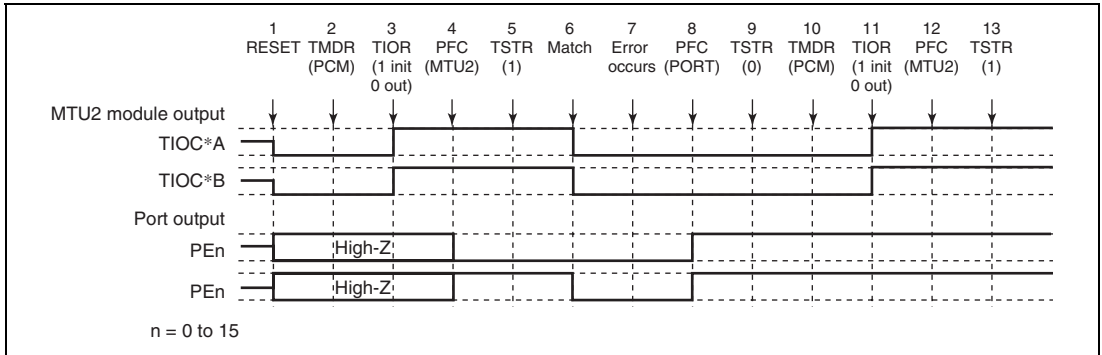 1 2 3 4 5 6 7 8 9 10 11 12 13
RESET TMDR TIOR PFC TSTR Match Error PFC TSTR TMDR TIOR PFC TSTR
(PCM) (1 init (MTU2) (1) occurs (PORT) (0) (PCM) (1 init (MTU2) (1)
0 out) 0 out)
MTU2 module output
TIOC*A
TIOC*B
Port output
PEn High-Z
PEn High-Z
n = 0 to 15